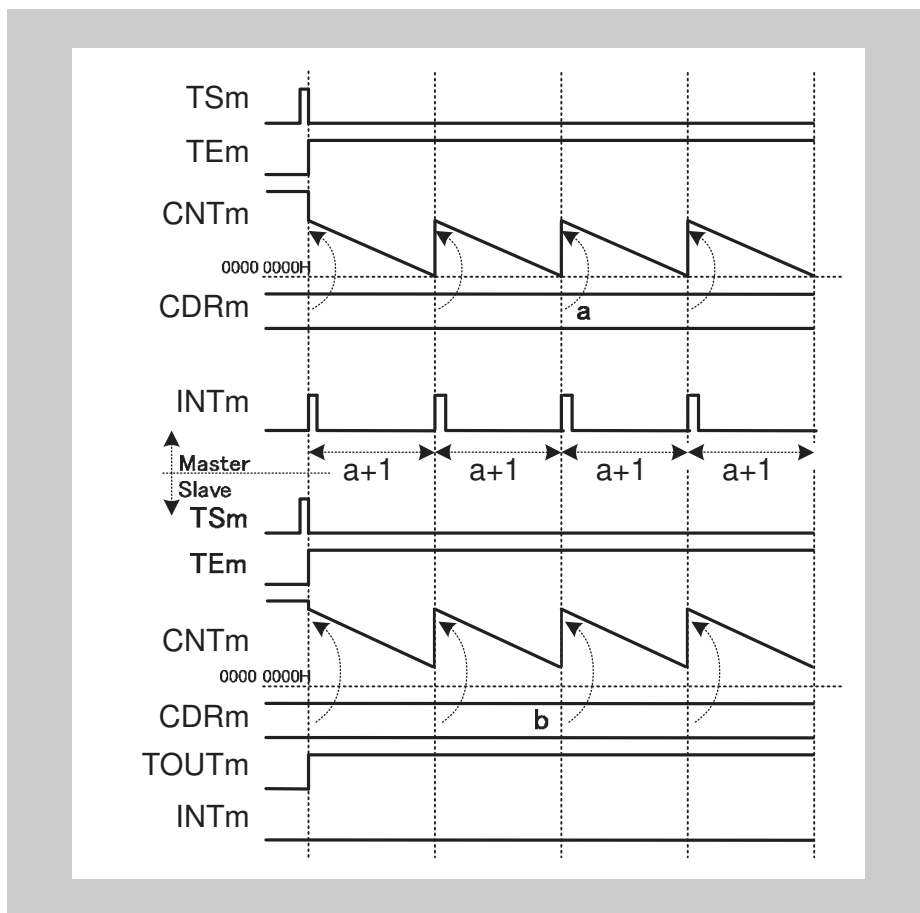 TSm
TEm
CNTm
0000 0000H
CDRm
a
INTm
a+1 a+1 a+1 a+1
Master
Slave
TSm
TEm
CNTm
0000 0000H
CDRm
b
TOUTm
INTm